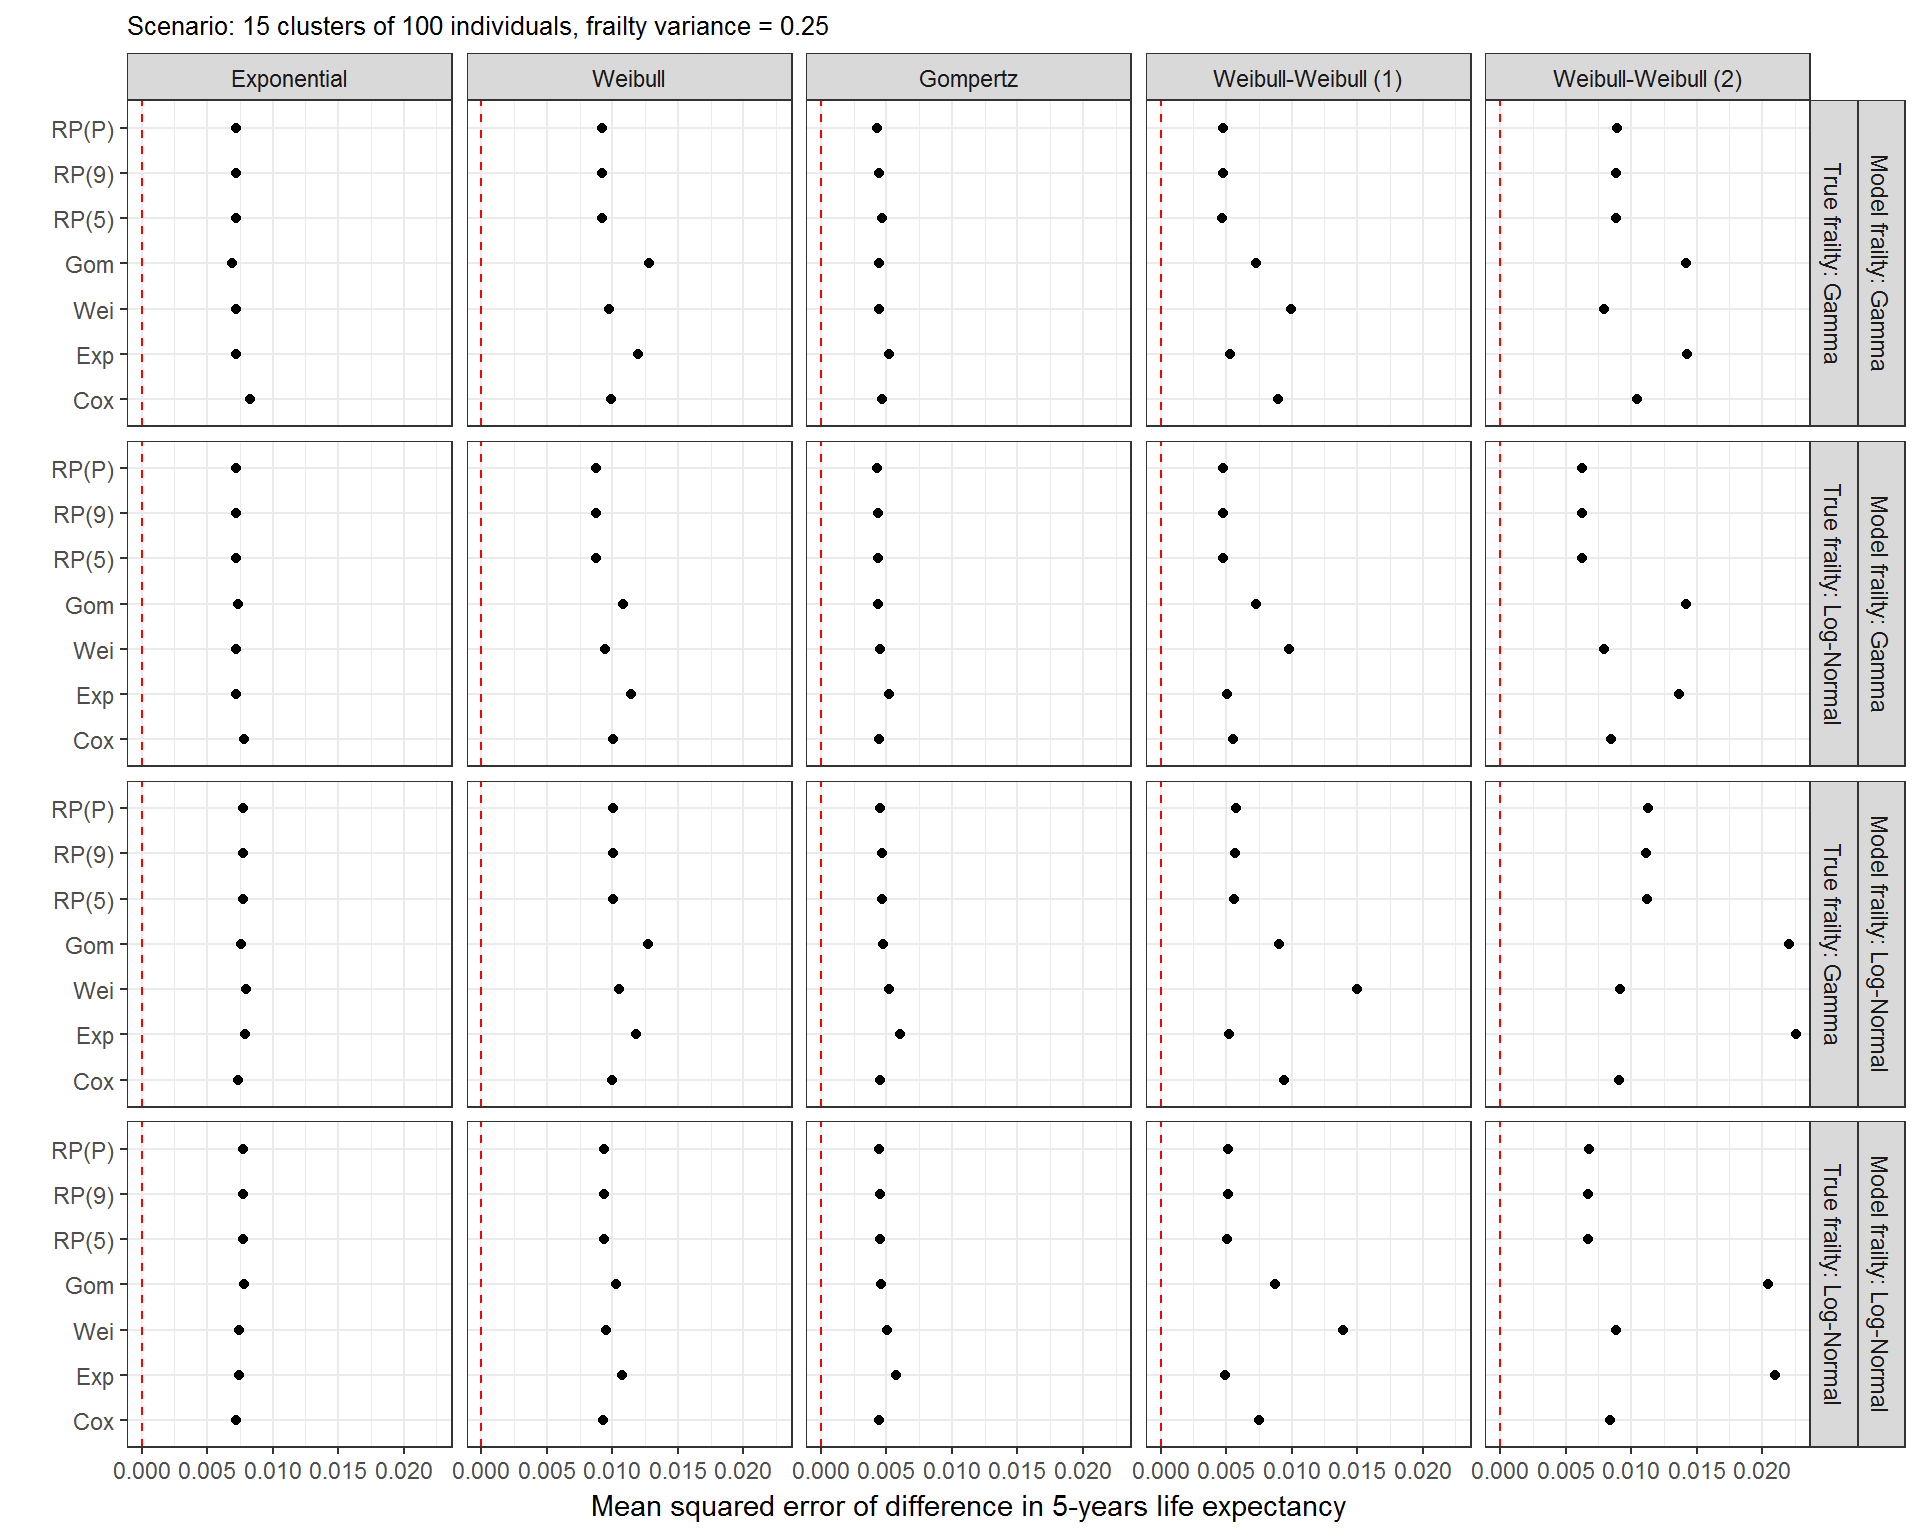 Scenario: 15 clusters of 100 individuals, frailty variance = 0.25
Exponential Weibull Gompertz Weibull-Weibull (1) Weibull-Weibull (2)
RP(P)
RP(9)
RP(5)
Gom
Wei
Exp
Cox
True frailty: Gamma
Model frailty: Gamma
RP(P)
RP(9)
RP(5)
Gom
Wei
Exp
Cox
True frailty: Log-Normal
Model frailty: Gamma
RP(P)
RP(9)
RP(5)
Gom
Wei
Exp
Cox
True frailty: Gamma
Model frailty: Log-Normal
RP(P)
RP(9)
RP(5)
Gom
Wei
Exp
Cox
True frailty: Log-Normal
Model frailty: Log-Normal
0.000 0.005 0.010 0.015 0.020 0.000 0.005 0.010 0.015 0.020 0.000 0.005 0.010 0.015 0.020 0.000 0.005 0.010 0.015 0.020 0.000 0.005 0.010 0.015 0.020
Mean squared error of difference in 5-years life expectancy